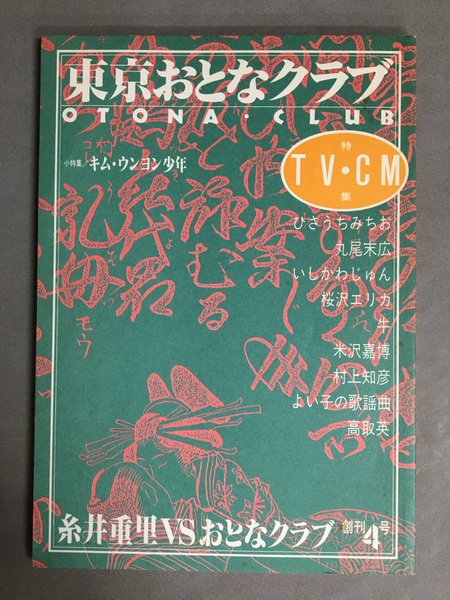 東京おとなクラブ
OTONA・CLUB
小特集/キム・ウンヨン少年
特
TV・CM
集
ひさうちみちお
丸尾末広
いしかわじゅん
桜沢エリカ
牛
米沢嘉博
村上知彦
よい子の歌謡曲
高取英
モウ
糸井重里VSおとなクラブ 創刊4号